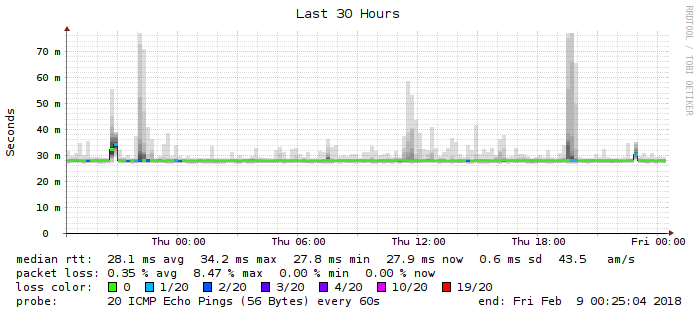 Last 30 Hours
RRDTOOL / TOBI OETIKER
Seconds
70 m
60 m
50 m
40 m
30 m
20 m
10 m
0
Thu 00:00 Thu 06:00 Thu 12:00 Thu 18:00 Fri 00:00
median rtt: 28.1 ms avg 34.2 ms max 27.8 ms min 27.9 ms now 0.6 ms sd 43.5 am/s
packet loss: 0.35 % avg 8.47 % max 0.00 % min 0.00 % now
loss color: 0 1/20 2/20 3/20 4/20 10/20 19/20
probe: 20 ICMP Echo Pings (56 Bytes) every 60s end: Fri Feb 9 00:25:04 2018